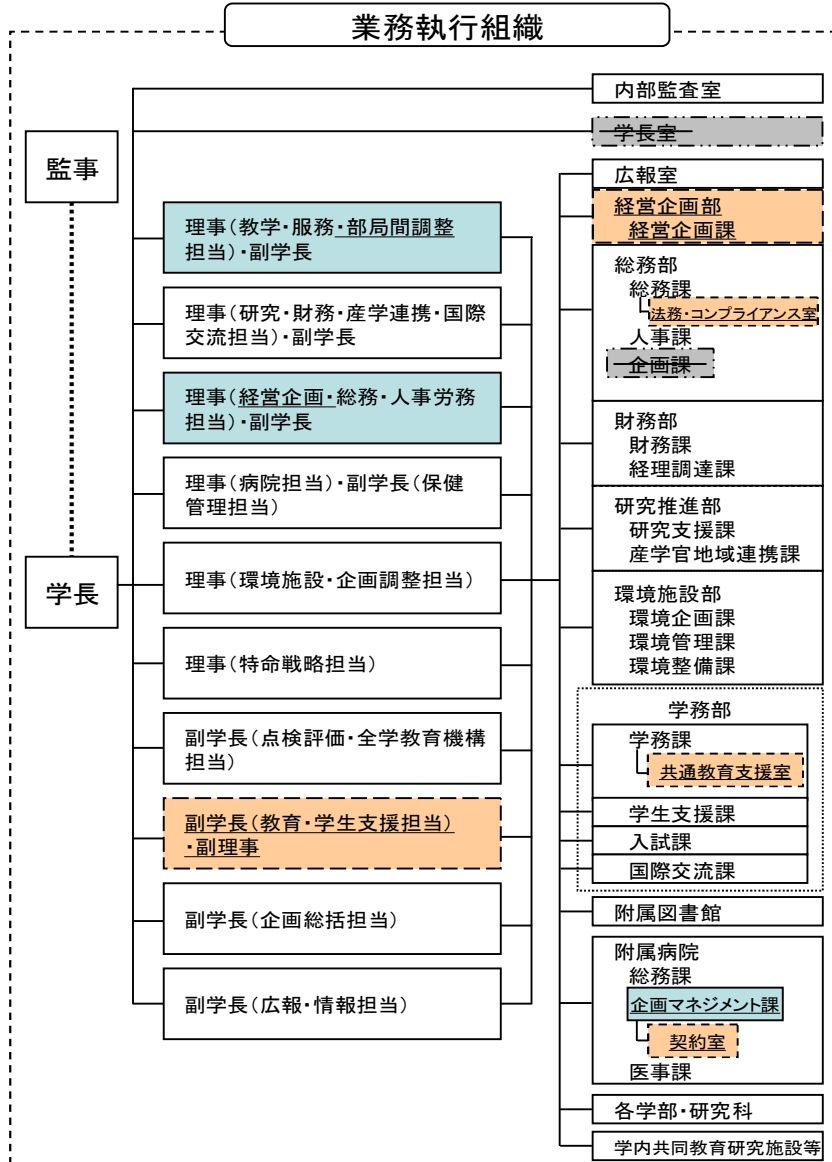 業務執行組織
監事
学長
理事(教学・服務・部局間調整
担当)・副学長
理事(研究・財務・産学連携・国際
交流担当)・副学長
理事(経営企画・総務・人事労務
担当)・副学長
理事(病院担当)・副学長(保健
管理担当)
理事(環境施設・企画調整担当)
理事(特命戦略担当)
副学長(点検評価・全学教育機構
担当)
副学長(教育・学生支援担当)
・副理事
副学長(企画総括担当)
副学長(広報・情報担当)
内部監査室
学長室
広報室
経営企画部
経営企画課
総務部
総務課
法務・コンプライアンス室
人事課
企画課
財務部
財務課
経理調達課
研究推進部
研究支援課
産学官地域連携課
環境施設部
環境企画課
環境管理課
環境整備課
学務部
学務課
共通教育支援室
学生支援課
入試課
国際交流課
附属図書館
附属病院
総務課
企画マネジメント課
契約室
医事課
各学部・研究科
学内共同教育研究施設等